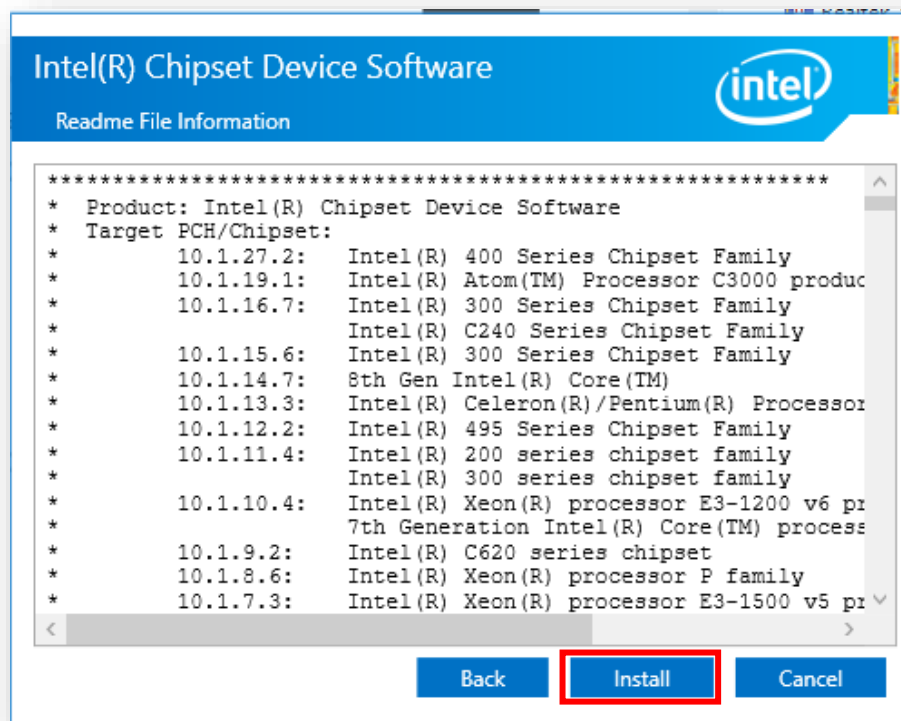 Intel(R) Chipset Device Software
intel
Readme File Information
************************************************************
* Product: Intel(R) Chipset Device Software
* Target PCH/Chipset:
* 10.1.27.2: Intel(R) 400 Series Chipset Family
* 10.1.19.1: Intel(R) Atom(TM) Processor C3000 produc
* 10.1.16.7: Intel(R) 300 Series Chipset Family
* Intel(R) C240 Series Chipset Family
* 10.1.15.6: Intel(R) 300 Series Chipset Family
* 10.1.14.7: 8th Gen Intel(R) Core(TM)
* 10.1.13.3: Intel(R) Celeron(R)/Pentium(R) Processor
* 10.1.12.2: Intel(R) 495 Series Chipset Family
* 10.1.11.4: Intel(R) 200 series chipset family
* Intel(R) 300 series chipset family
* 10.1.10.4: Intel(R) Xeon(R) processor E3-1200 v6 pr
* 7th Generation Intel(R) Core(TM) process
* 10.1.9.2: Intel(R) C620 series chipset
* 10.1.8.6: Intel(R) Xeon(R) processor P family
* 10.1.7.3: Intel(R) Xeon(R) processor E3-1500 v5 pr
Back Install Cancel